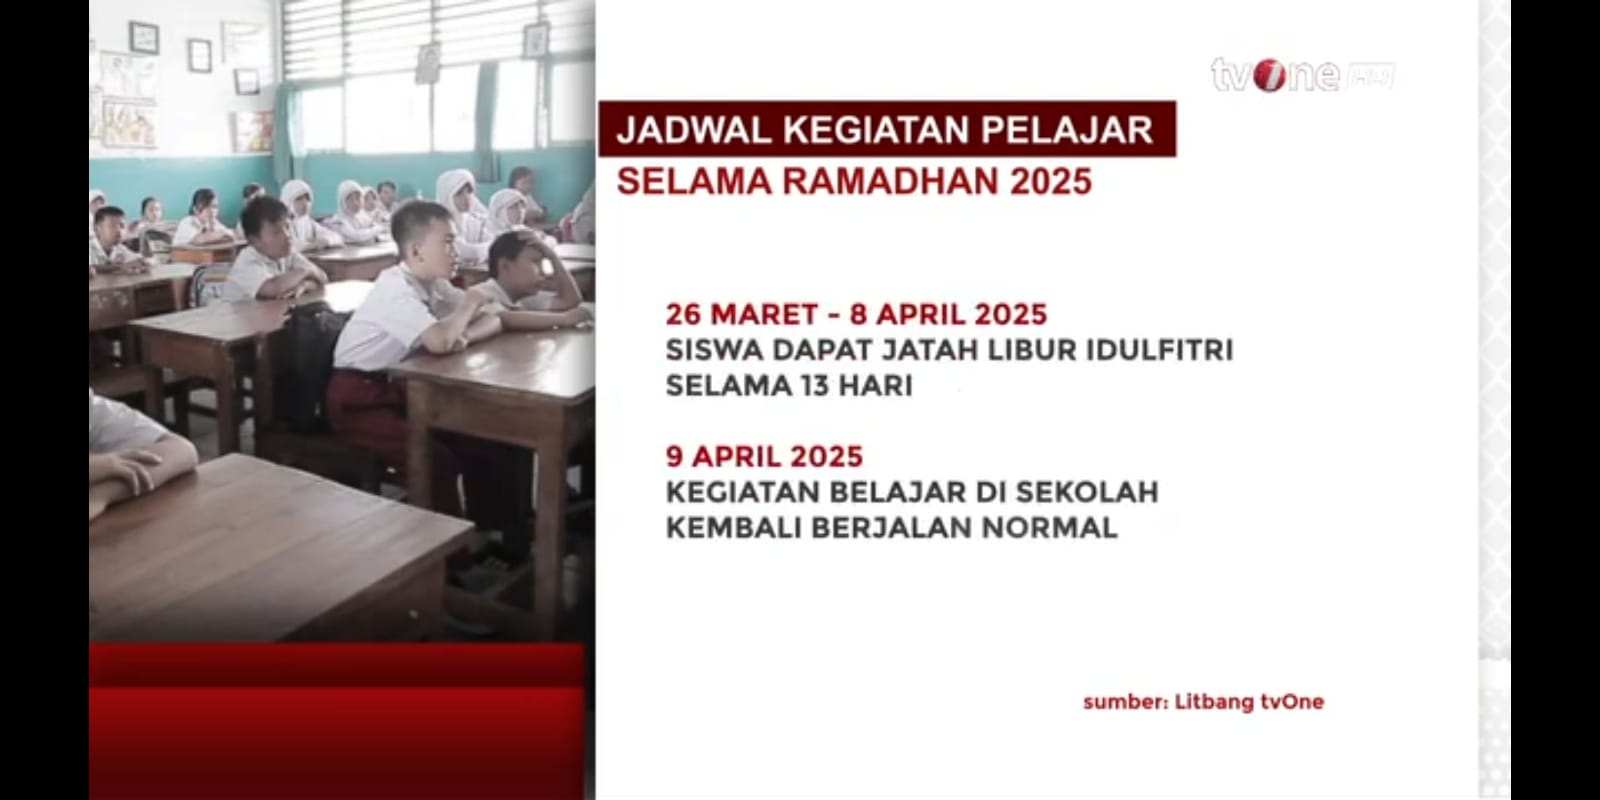 tvOne
JADWAL KEGIATAN PELAJAR
SELAMA RAMADHAN 2025
26 MARET - 8 APRIL 2025
SISWA DAPAT JATAH LIBUR IDULFITRI
SELAMA 13 HARI
9 APRIL 2025
KEGIATAN BELAJAR DI SEKOLAH
KEMBALI BERJALAN NORMAL
sumber: Litbang tvOne